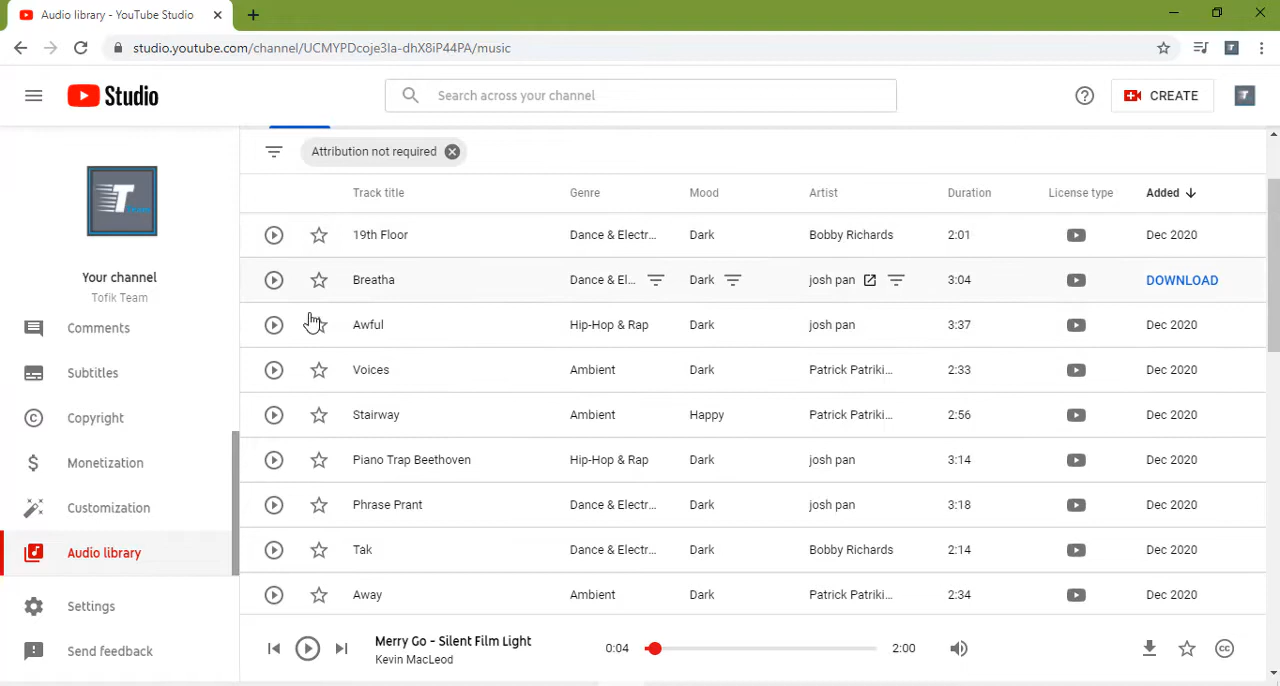 Audio library - YouTube Studio
studio.youtube.com/channel/UCMYPDcoje3Ia-dhX8iP44PA/music
Studio
Search across your channel
CREATE
T
Team
Your channel
Tofik Team
Comments
Subtitles
Copyright
Monetization
Customization
Audio library
Settings
Send feedback
Attribution not required
Track title Genre Mood Artist Duration License type Added
19th Floor Dance & Electr... Dark Bobby Richards 2:01 Dec 2020
Breatha Dance & El... Dark josh pan 3:04 DOWNLOAD
Awful Hip-Hop & Rap Dark josh pan 3:37 Dec 2020
Voices Ambient Dark Patrick Patriki... 2:33 Dec 2020
Stairway Ambient Happy Patrick Patriki... 2:56 Dec 2020
Piano Trap Beethoven Hip-Hop & Rap Dark josh pan 3:14 Dec 2020
Phrase Prant Dance & Electr... Dark josh pan 3:18 Dec 2020
Tak Dance & Electr... Dark Bobby Richards 2:14 Dec 2020
Away Ambient Dark Patrick Patriki... 2:34 Dec 2020
Merry Go - Silent Film Light
Kevin MacLeod
0:04 2:00
CC